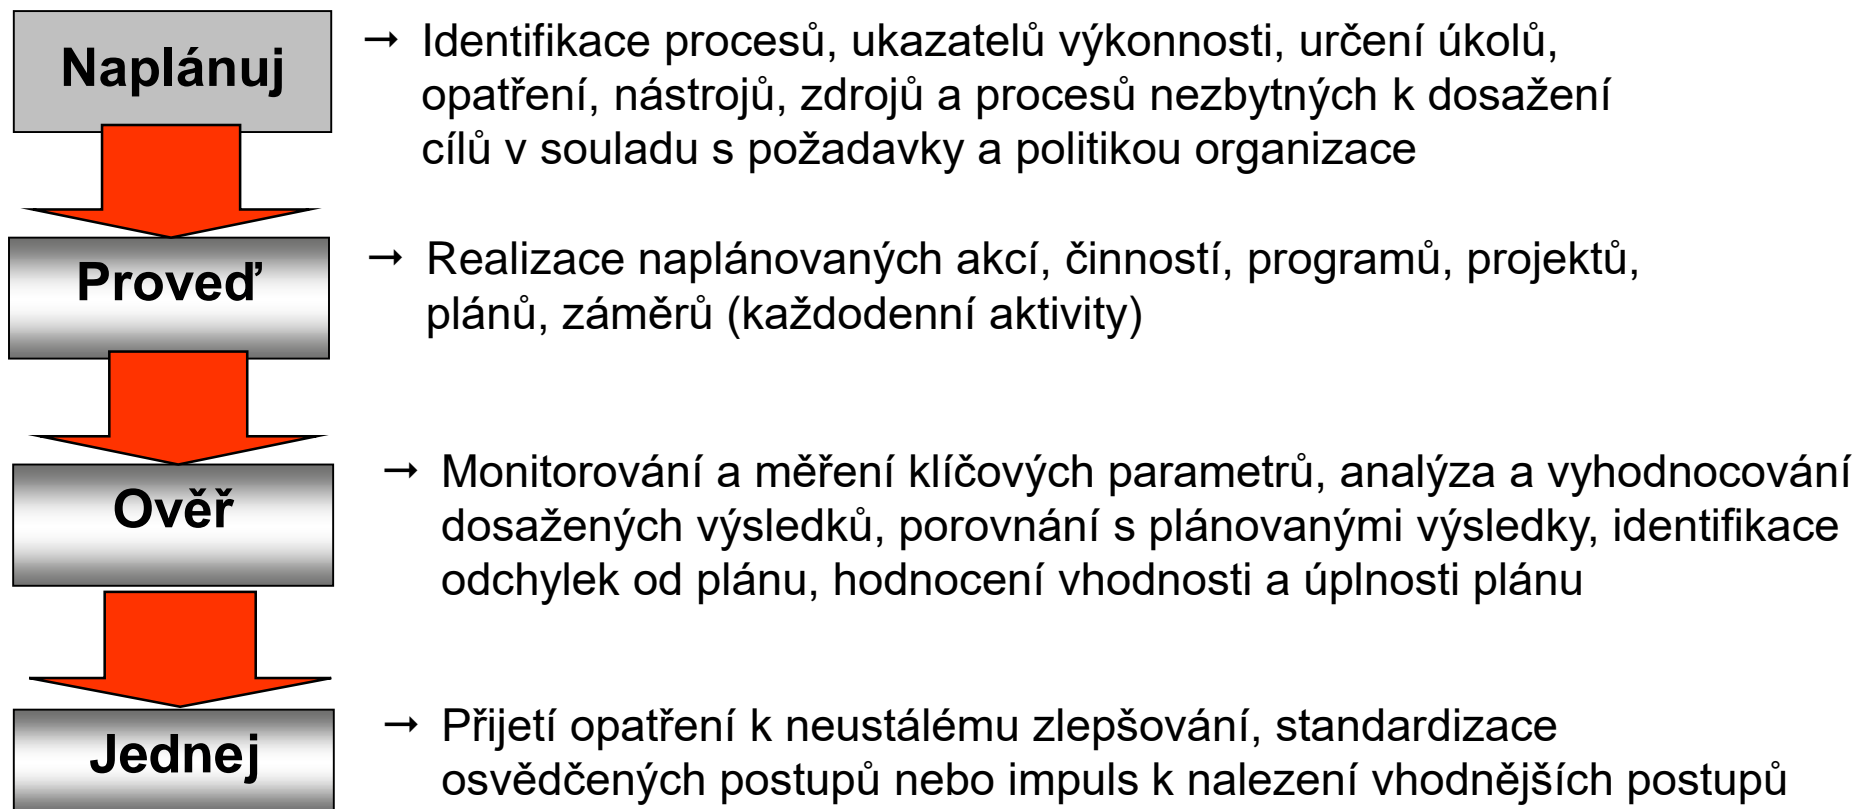 Naplánuj
→ Identifikace procesů, ukazatelů výkonnosti, určení úkolů,
opatření, nástrojů, zdrojů a procesů nezbytných k dosažení
cílů v souladu s požadavky a politikou organizace
Proveď
→ Realizace naplánovaných akcí, činností, programů, projektů,
plánů, záměrů (každodenní aktivity)
Ověř
→ Monitorování a měření klíčových parametrů, analýza a vyhodnocování
dosažených výsledků, porovnání s plánovanými výsledky, identifikace
odchylek od plánu, hodnocení vhodnosti a úplnosti plánu
Jednej
→ Přijetí opatření k neustálému zlepšování, standardizace
osvědčených postupů nebo impuls k nalezení vhodnějších postupů